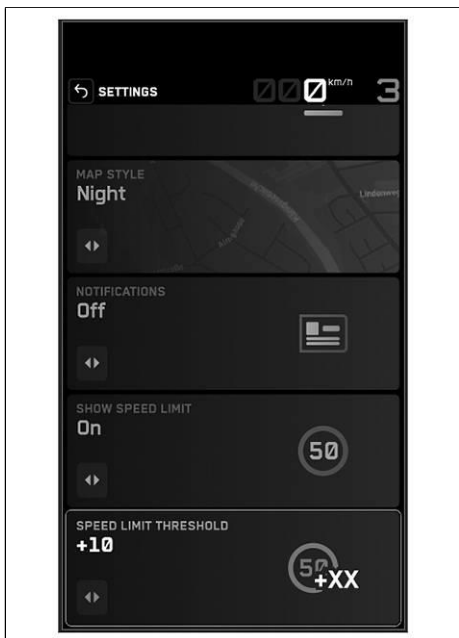 SETTINGS
000 km/h 3
MAP STYLE
Night
NOTIFICATIONS
Off
SHOW SPEED LIMIT
On
50
SPEED LIMIT THRESHOLD
+10
50
+XX